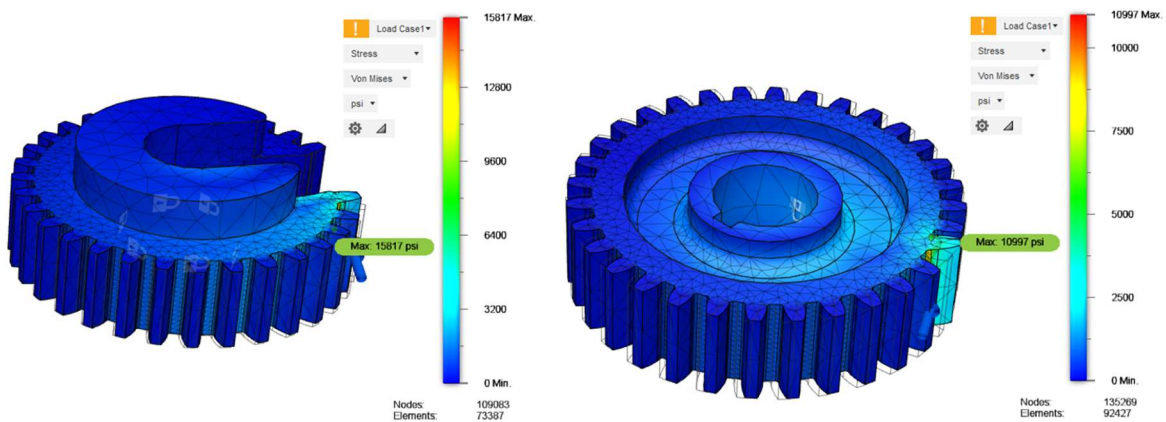 15817 Max.
! Load Case1
Stress
Von Mises
psi
12800
9600
Max: 15817 psi
6400
3200
0 Min.
Nodes: 109083
Elements: 73387
10997 Max.
! Load Case1
10000
Stress
Von Mises
psi
7500
5000
Max: 10997 psi
2500
0 Min.
Nodes: 135269
Elements: 92427